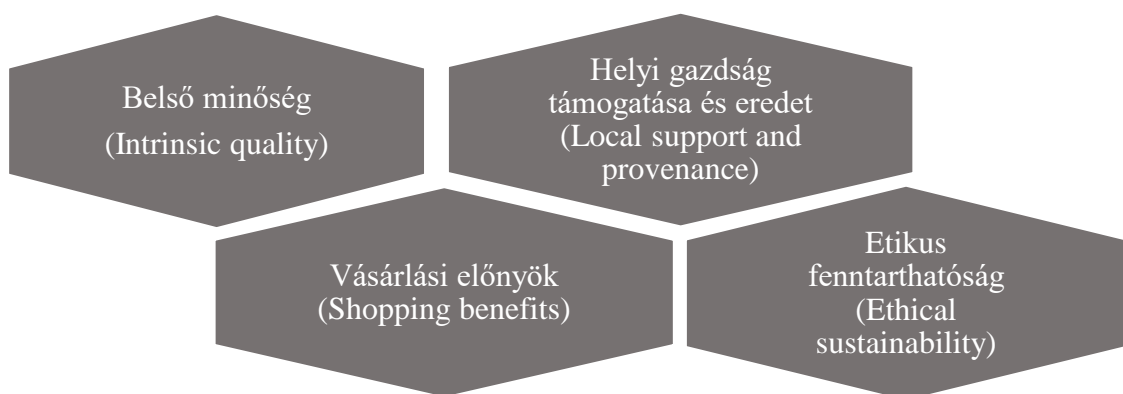 Belső minőség
(Intrinsic quality)
Helyi gazdság
támogatása és eredet
(Local support and
provenance)
Vásárlási előnyök
(Shopping benefits)
Etikus
fenntarthatóság
(Ethical
sustainability)